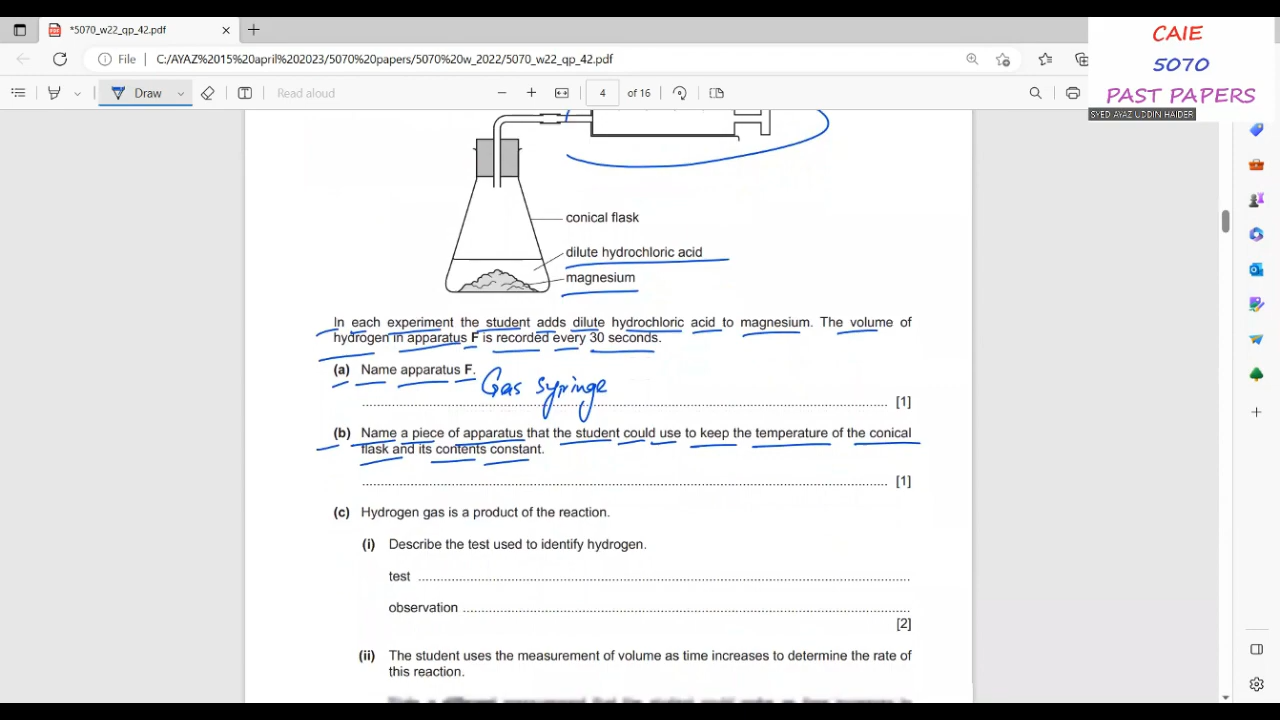 *5070_w22_qp_42.pdf
File C:/AYAZ%2015%20april%202023/5070%20papers/5070%20w_2022/5070_w22_qp_42.pdf
CAIE
5070
PAST PAPERS
SYED AYAZ UDDIN HAIDER
Draw Read aloud 4 of 16
conical flask
dilute hydrochloric acid
magnesium
In each experiment the student adds dilute hydrochloric acid to magnesium. The volume of
hydrogen in apparatus F is recorded every 30 seconds.
(a) Name apparatus F.
Gas syringe
[1]
(b) Name a piece of apparatus that the student could use to keep the temperature of the conical
flask and its contents constant.
[1]
(c) Hydrogen gas is a product of the reaction.
(i) Describe the test used to identify hydrogen.
test
observation
[2]
(ii) The student uses the measurement of volume as time increases to determine the rate of
this reaction.